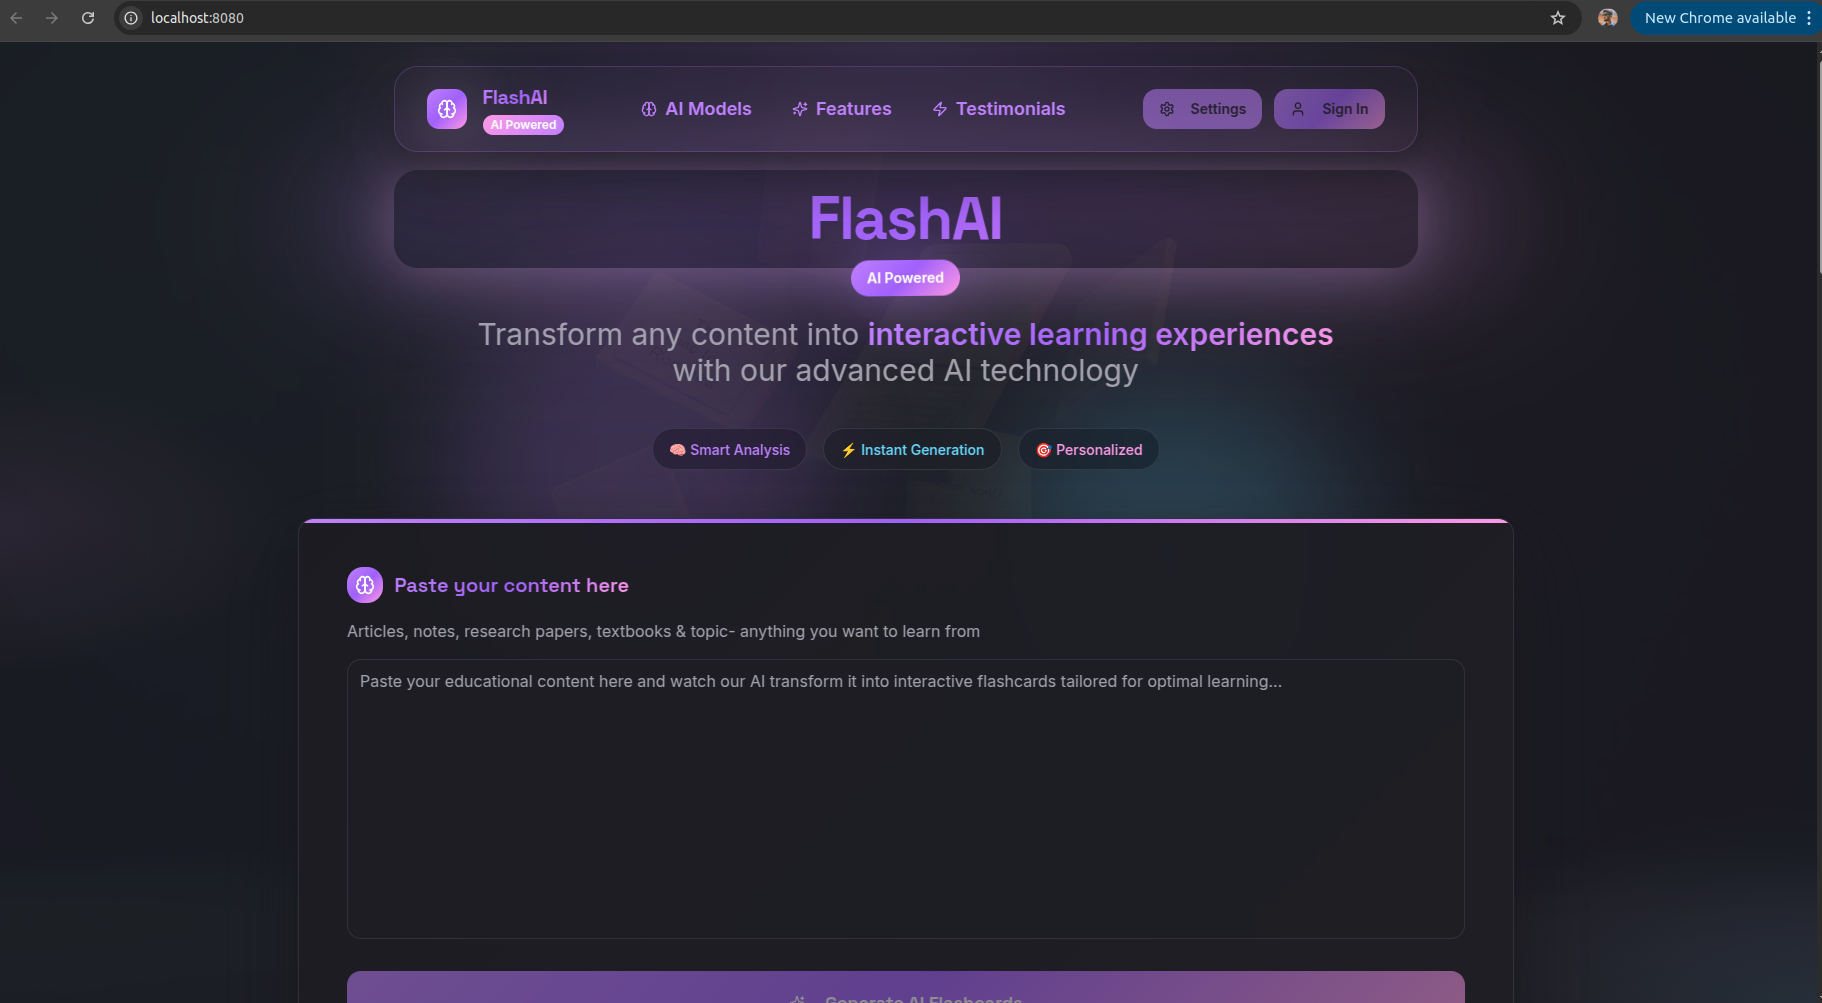 localhost:8080
New Chrome available
FlashAI
AI Powered
AI Models
Features
Testimonials
Settings
Sign In
FlashAI
AI Powered
Transform any content into interactive learning experiences
with our advanced AI technology
🧠 Smart Analysis
⚡ Instant Generation
🎯 Personalized
Paste your content here
Articles, notes, research papers, textbooks & topic- anything you want to learn from
Paste your educational content here and watch our AI transform it into interactive flashcards tailored for optimal learning...
Generate AI Flashcards